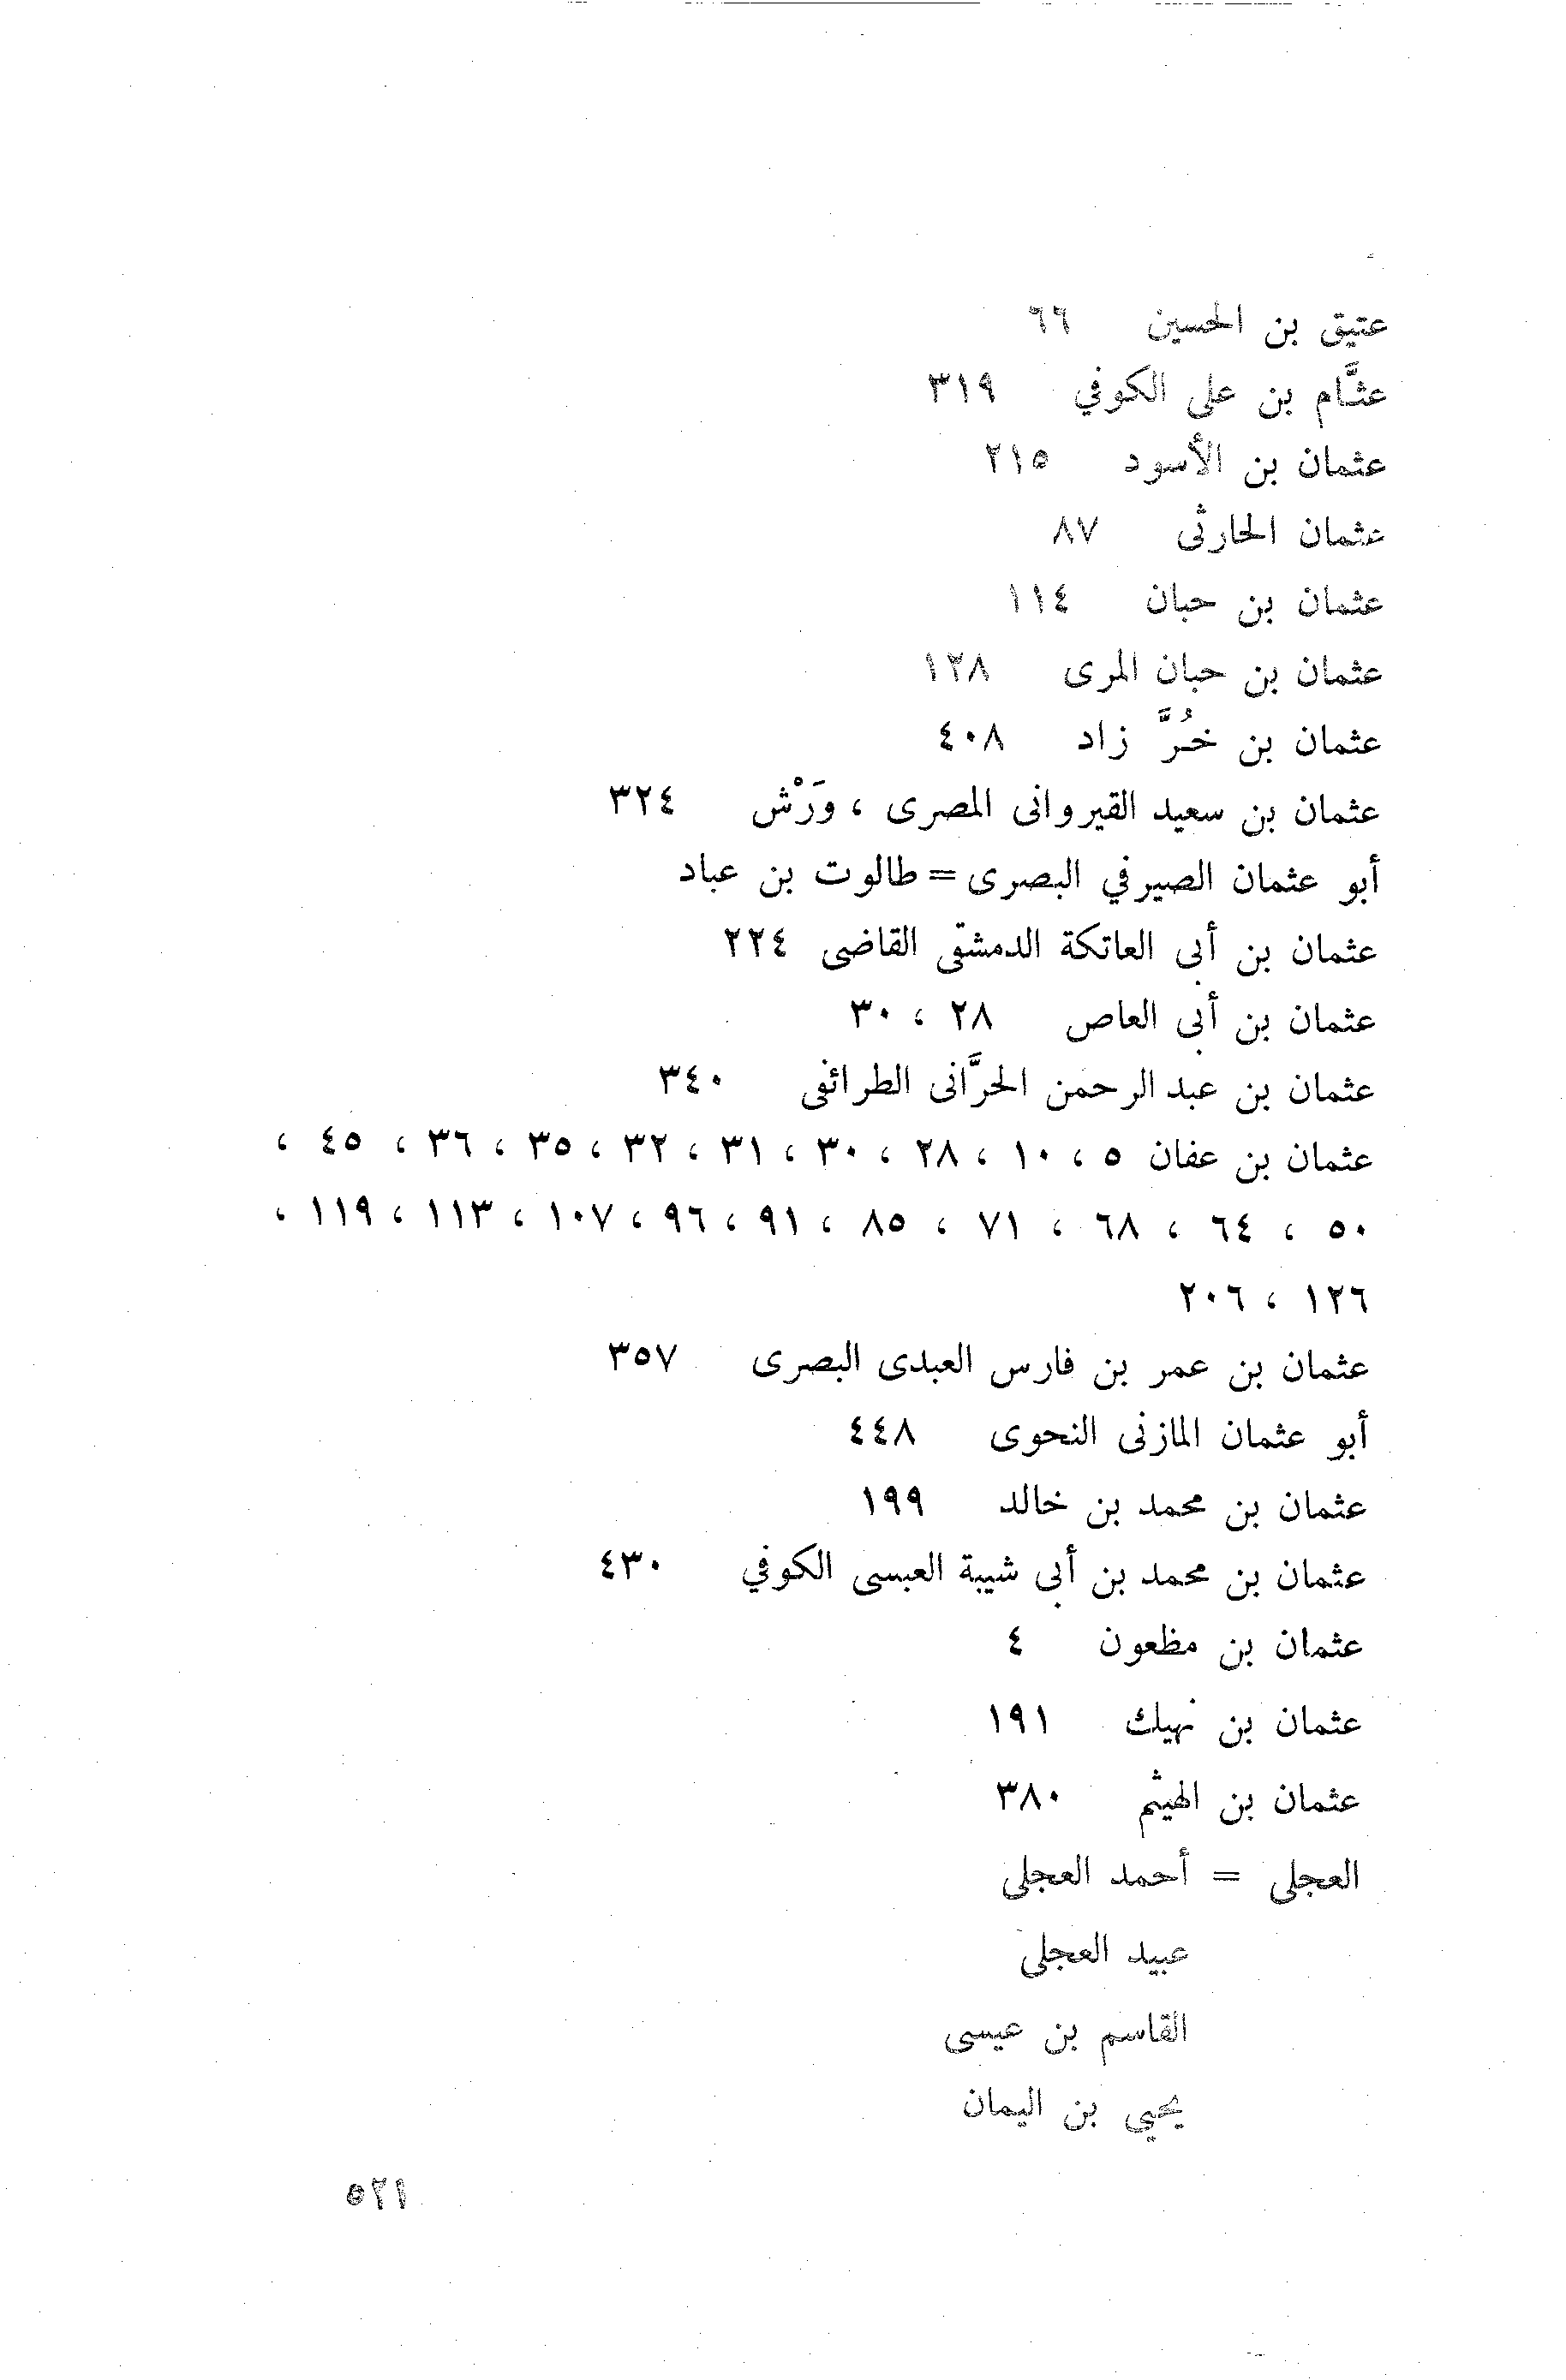 عتيق بن الحسين ٦٦
عثَّام بن على الكوفي ٣١٩
عثمان بن الأسود ٢١٥
عثمان الحارثى ٨٧
عثمان بن حبان ١١٤
عثمان بن حبان المرى ١٢٨
عثمان بن خُرَّ زاد ٤٠٨
عثمان بن سعيد القيروانى المصرى ، ورَرْش ٣٢٤
أبو عثمان الصيرفي البصرى = طالوت بن عباد
عثمان بن أبى العاتكة الدمشقى القاضى ٢٢٤
عثمان بن أبى العاص ٢٨ ، ٣٠
عثمان بن عبد الرحمن الحرَّانى الطرائفى ٣٤٠
عثمان بن عفان ٥ ، ١٠ ، ٢٨ ، ٣٠ ، ٣١ ، ٣٢ ، ٣٥ ، ٣٦ ، ٤٥ ،
٥٠ ، ٦٤ ، ٦٨ ، ٧١ ، ٨٥ ، ٩١ ، ٩٦ ، ١٠٧ ، ١١٣ ، ١١٩ ،
١٢٦ ، ٢٠٦
عثمان بن عمر بن فارس العبدى البصرى ٣٥٧
أبو عثمان المازنى النحوى ٤٤٨
عثمان بن محمد بن خالد ١٩٩
عثمان بن محمد بن أبى شيبة العبسى الكوفي ٤٣٠
عثمان بن مظعون ٤
عثمان بن نهيك ١٩١
عثمان بن الهيثم ٣٨٠
العجلى = أحمد العجلى
عبيد العجلى
القاسم بن عيسى
يحيي بن اليمان
٥٢١